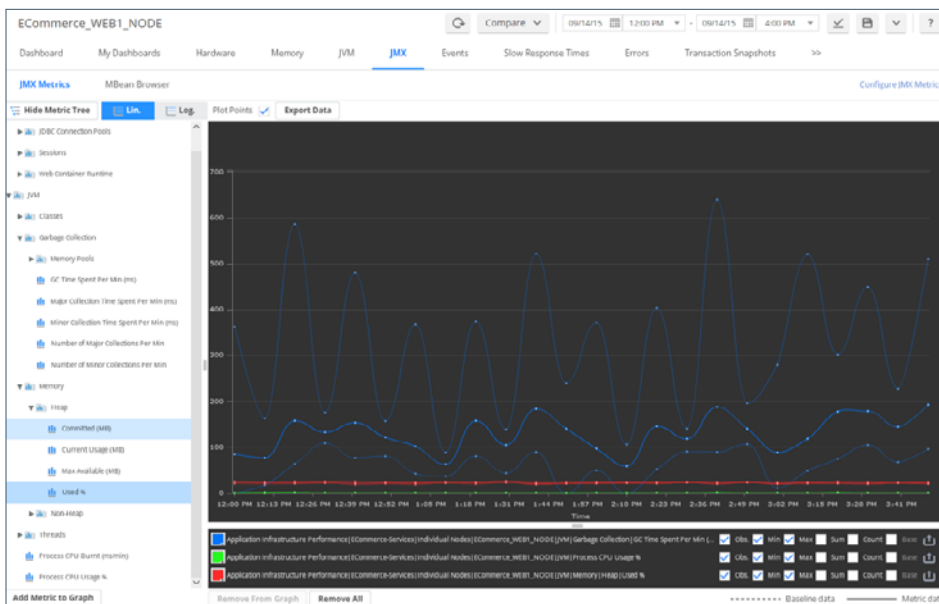 ECommerce_WEB1_NODE
Compare
09/14/15 12:00 PM - 09/14/15 4:00 PM
?
Dashboard My Dashboards Hardware Memory JVM JMX Events Slow Response Times Errors Transaction Snapshots >>
JMX Metrics MBean Browser Configure JMX Metric
Hide Metric Tree Lin. Log. Plot Points Export Data
JDBC Connection Pools
Sessions
Web Container Runtime
JVM
Classes
Garbage Collection
Memory Pools
GC Time Spent Per Min (ms)
Major Collection Time Spent Per Min (ms)
Minor Collection Time Spent Per Min (ms)
Number of Major Collections Per Min
Number of Minor Collections Per Min
Memory
Heap
Committed (MB)
Current Usage (MB)
Max Available (MB)
Used %
Non-Heap
Threads
Process CPU Burnt (ms/min)
Process CPU Usage %
Add Metric to Graph
700
600
500
400
300
200
100
0
12:00 PM 12:13 PM 12:26 PM 12:39 PM 12:52 PM 1:05 PM 1:18 PM 1:31 PM 1:44 PM 1:57 PM 2:10 PM 2:23 PM 2:36 PM 2:49 PM 3:02 PM 3:15 PM 3:28 PM 3:41 PM
Time
Application Infrastructure Performance|ECommerce-Services|Individual Nodes|ECommerce_WEB1_NODE|JVM|Garbage Collection|GC Time Spent Per Min (... Obs Min Max Sum Count Base
Application Infrastructure Performance|ECommerce-Services|Individual Nodes|ECommerce_WEB1_NODE|JVM|Process CPU Usage % Obs Min Max Sum Count Base
Application Infrastructure Performance|ECommerce-Services|Individual Nodes|ECommerce_WEB1_NODE|JVM|Memory|Heap|Used % Obs Min Max Sum Count Base
Remove From Graph Remove All Baseline data Metric dat